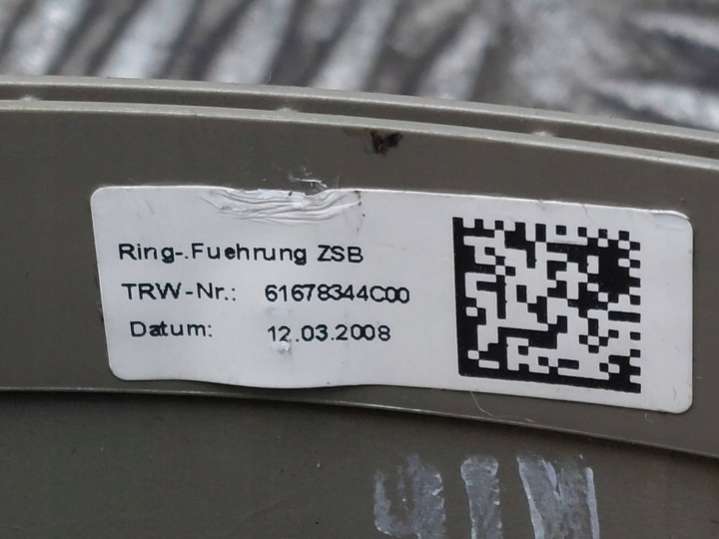 Ring-.Fuehrung ZSB
TRW-Nr.: 61678344C00
Datum: 12.03.2008